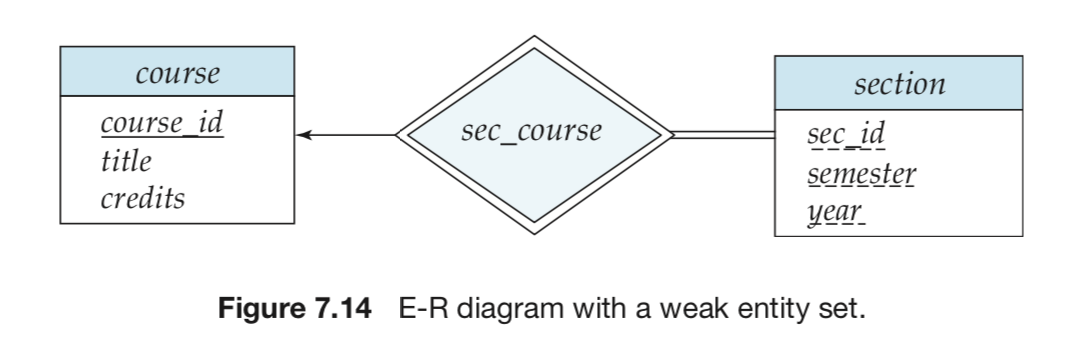 course
course_id
title
credits
sec_course
section
sec_id
semester
year
Figure 7.14 E-R diagram with a weak entity set.